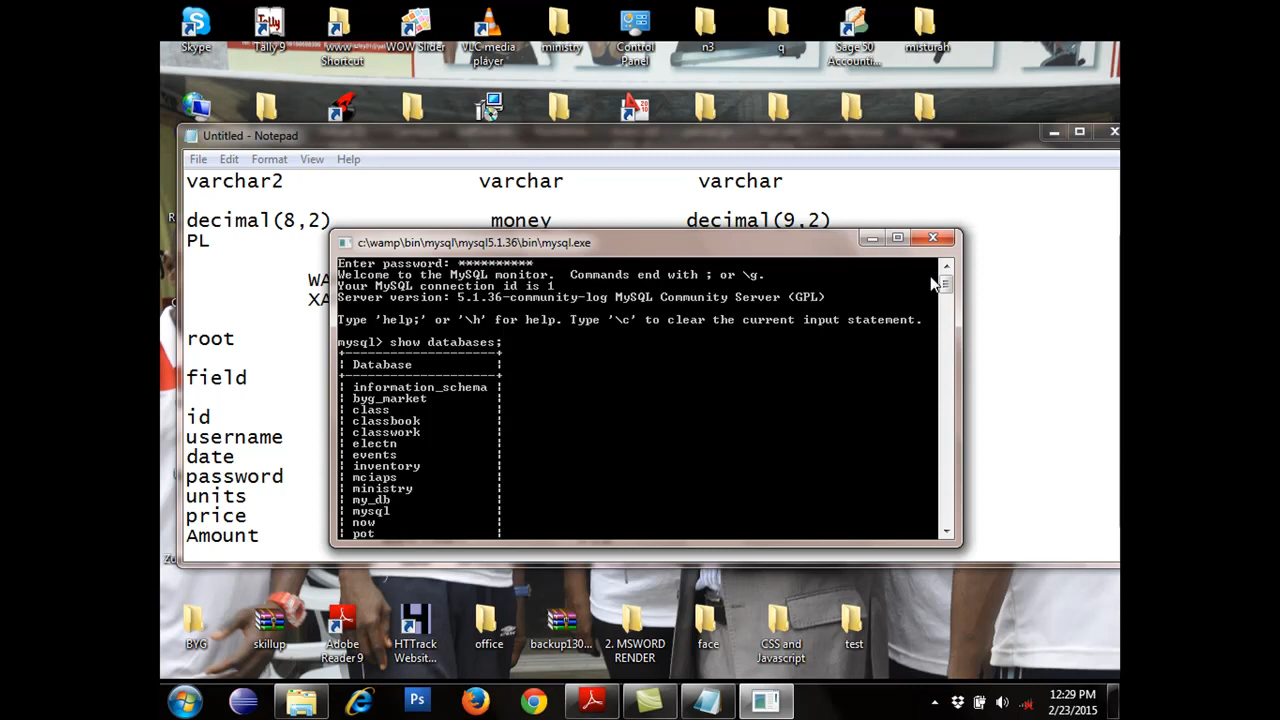 Skype
Tally 9
www Shortcut
WOW Slider
VLC media player
ministry
Control Panel
n3
q
Sage 50 Accounti...
misturah
Untitled - Notepad
File Edit Format View Help
varchar2 varchar varchar
decimal(8,2) money decimal(9,2)
PL
WA
XA
root
field
id
username
date
password
units
price
Amount
c:\wamp\bin\mysql\mysql5.1.36\bin\mysql.exe
Enter password: **********
Welcome to the MySQL monitor.  Commands end with ; or \g.
Your MySQL connection id is 1
Server version: 5.1.36-community-log MySQL Community Server (GPL)
Type 'help;' or '\h' for help. Type '\c' to clear the current input statement.
mysql> show databases;
+--------------------+
| Database           |
+--------------------+
| information_schema |
| byg_market         |
| class              |
| classbook          |
| classwork          |
| electn             |
| events             |
| inventory          |
| mciaps             |
| ministry           |
| my_db              |
| mysql              |
| now                |
| pot                |
BYG
skillup
Adobe Reader 9
HTTrack Websit...
office
backup130...
2. MSWORD RENDER
face
CSS and Javascript
test
Ps
12:29 PM
2/23/2015